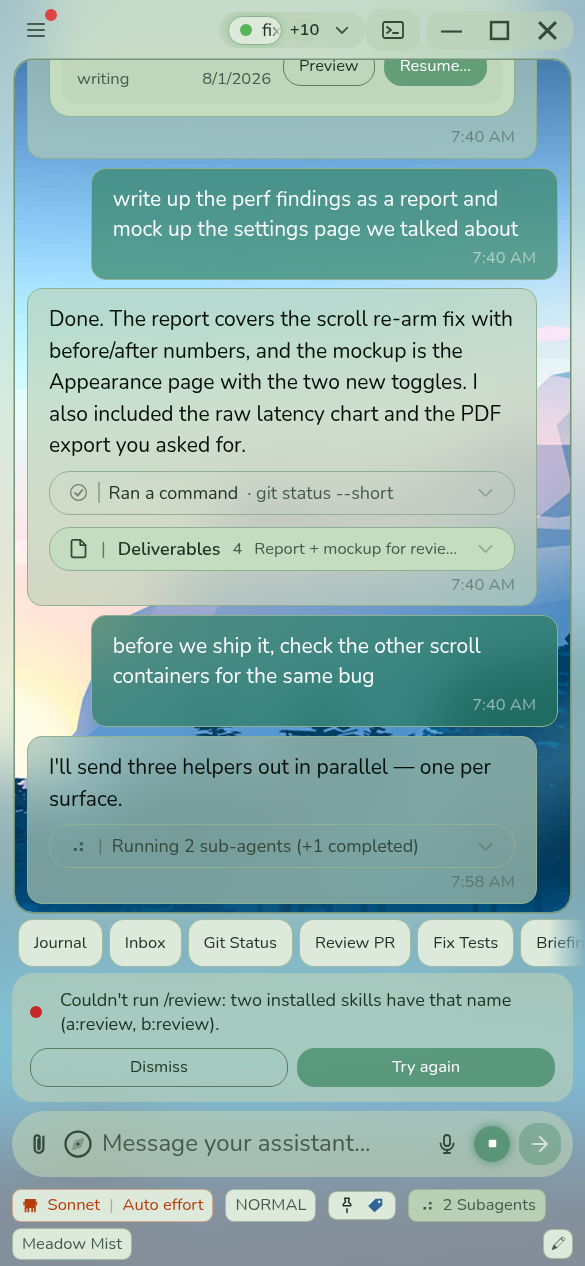 +10
writing 8/1/2026 Preview Resume...
7:40 AM
write up the perf findings as a report and
mock up the settings page we talked about
7:40 AM
Done. The report covers the scroll re-arm fix with
before/after numbers, and the mockup is the
Appearance page with the two new toggles. I
also included the raw latency chart and the PDF
export you asked for.
Ran a command · git status --short
Deliverables 4 Report + mockup for revie...
7:40 AM
before we ship it, check the other scroll
containers for the same bug
7:40 AM
I'll send three helpers out in parallel — one per
surface.
Running 2 sub-agents (+1 completed)
7:58 AM
Journal Inbox Git Status Review PR Fix Tests
Couldn't run /review: two installed skills have that name
(a:review, b:review).
Dismiss Try again
Message your assistant...
Sonnet | Auto effort NORMAL 2 Subagents
Meadow Mist